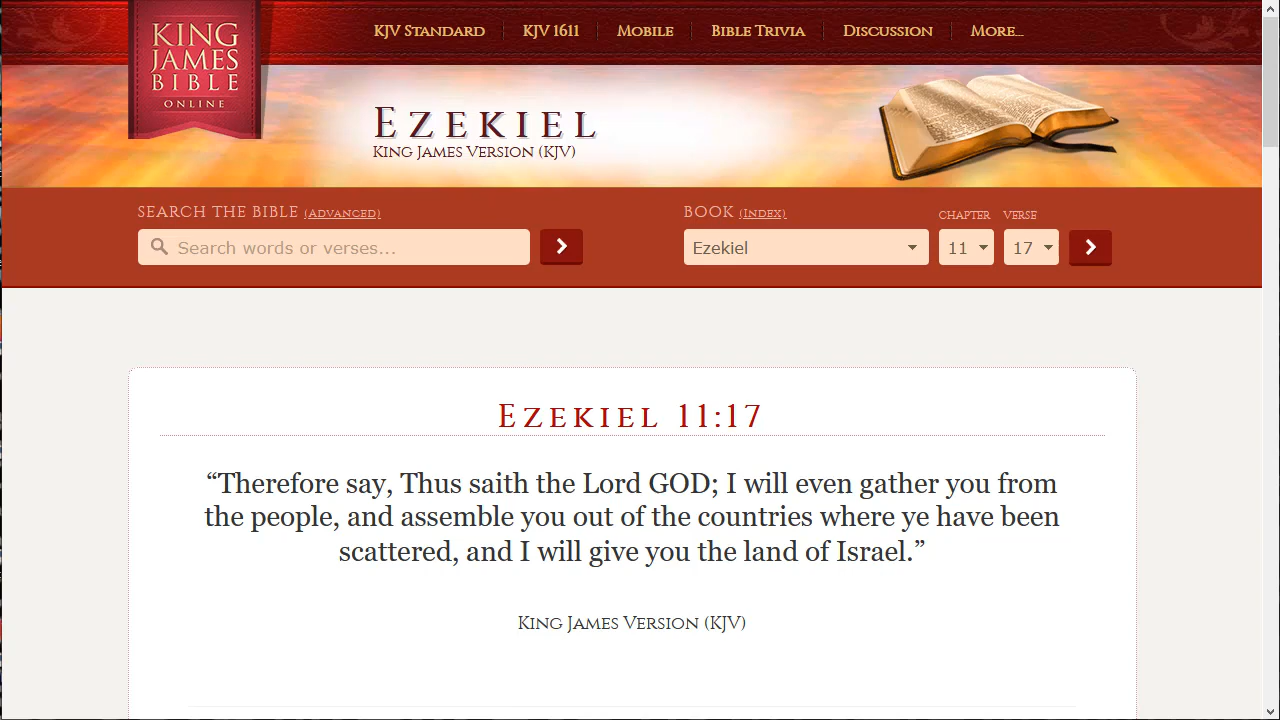 KING
JAMES
BIBLE
ONLINE
KJV Standard
KJV 1611
Mobile
Bible Trivia
Discussion
More...
Ezekiel
King James Version (KJV)
SEARCH THE BIBLE (Advanced)
Search words or verses...
BOOK (Index)
Ezekiel
CHAPTER
11
VERSE
17
Ezekiel 11:17
“Therefore say, Thus saith the Lord GOD; I will even gather you from
the people, and assemble you out of the countries where ye have been
scattered, and I will give you the land of Israel.”
King James Version (KJV)